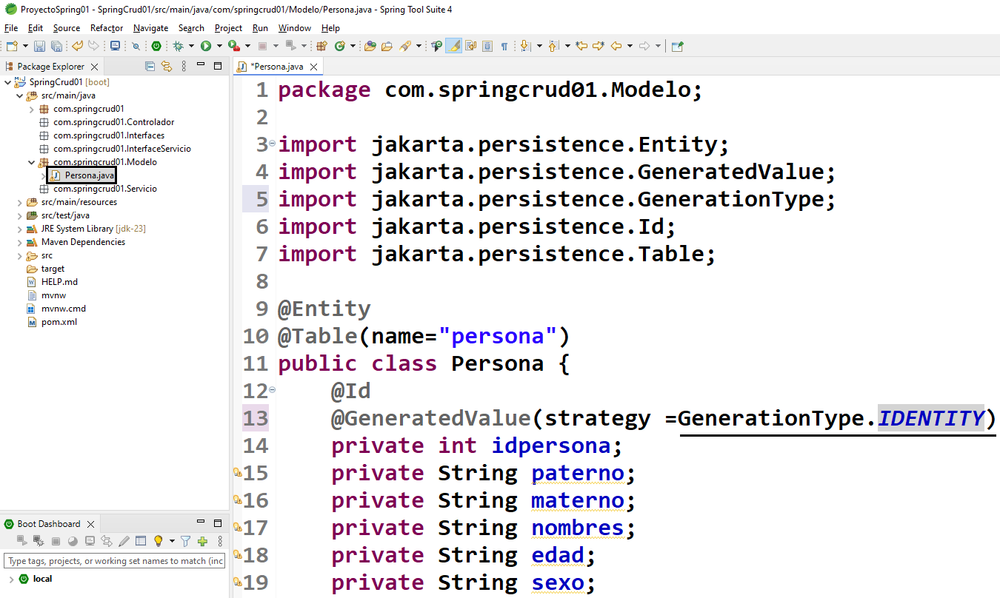 ProyectoSpring01 - SpringCrud01/src/main/java/com/springcrud01/Modelo/Persona.java - Spring Tool Suite 4
File Edit Source Refactor Navigate Search Project Run Window Help
Package Explorer
SpringCrud01 [boot]
src/main/java
com.springcrud01
com.springcrud01.Controlador
com.springcrud01.Interfaces
com.springcrud01.InterfaceServicio
com.springcrud01.Modelo
Persona.java
com.springcrud01.Servicio
src/main/resources
src/test/java
JRE System Library [jdk-23]
Maven Dependencies
src
target
HELP.md
mvnw
mvnw.cmd
pom.xml
Boot Dashboard
Type tags, projects, or working set names to match (inc
local
*Persona.java
1 package com.springcrud01.Modelo;
2
3 import jakarta.persistence.Entity;
4 import jakarta.persistence.GeneratedValue;
5 import jakarta.persistence.GenerationType;
6 import jakarta.persistence.Id;
7 import jakarta.persistence.Table;
8
9 @Entity
10 @Table(name="persona")
11 public class Persona {
12 @Id
13 @GeneratedValue(strategy =GenerationType.IDENTITY)
14 private int idpersona;
15 private String paterno;
16 private String materno;
17 private String nombres;
18 private String edad;
19 private String sexo;